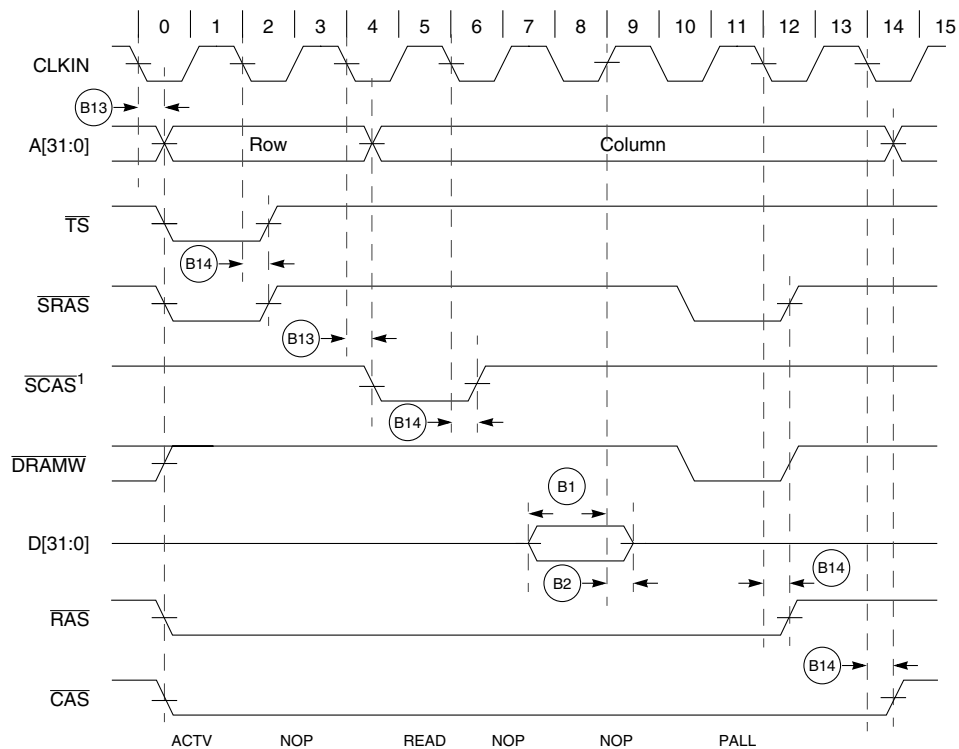 0 1 2 3 4 5 6 7 8 9 10 11 12 13 14 15
CLKIN
B13
A[31:0] Row Column
TS
B14
SRAS
B13
SCAS1
B14
DRAMW
B1
D[31:0]
B2 B14
RAS
B14
CAS
ACTV NOP READ NOP NOP PALL